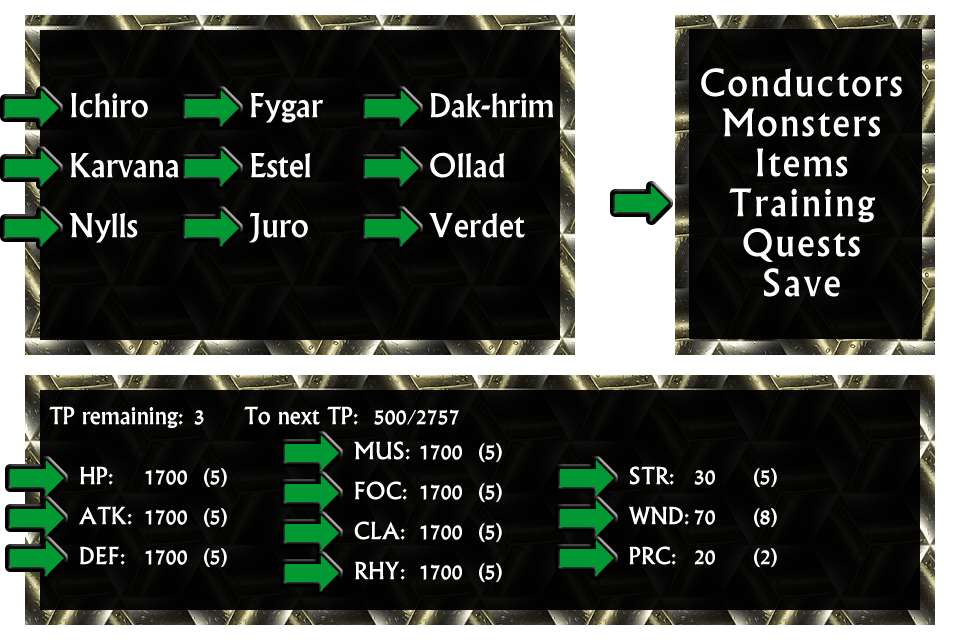 Ichiro Fygar Dak-hrim
Karvana Estel Ollad
Nylls Juro Verdet
Conductors
Monsters
Items
Training
Quests
Save
TP remaining: 3 To next TP: 500/2757
HP: 1700 (5)
ATK: 1700 (5)
DEF: 1700 (5)
MUS: 1700 (5)
FOC: 1700 (5)
CLA: 1700 (5)
RHY: 1700 (5)
STR: 30 (5)
WND: 70 (8)
PRC: 20 (2)